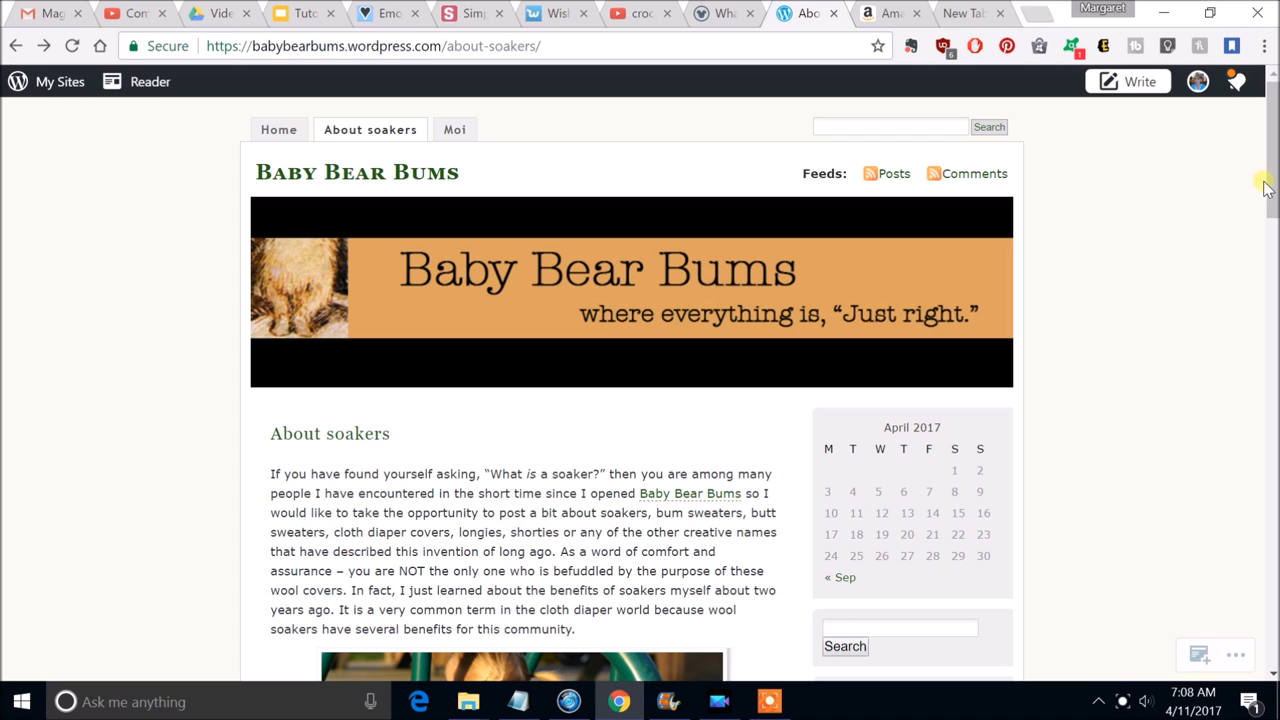 Mag
Com
Vide
Tuto
Emo
Simp
Wish
croc
Wha
Abo
Ama
New Tab
Margaret
Secure
https://babybearbums.wordpress.com/about-soakers/
6
1
My Sites
Reader
Write
Home
About soakers
Moi
Search
BABY BEAR BUMS
Feeds: Posts Comments
Baby Bear Bums
where everything is, “Just right.”
About soakers
If you have found yourself asking, “What is a soaker?” then you are among many
people I have encountered in the short time since I opened Baby Bear Bums so I
would like to take the opportunity to post a bit about soakers, bum sweaters, butt
sweaters, cloth diaper covers, longies, shorties or any of the other creative names
that have described this invention of long ago. As a word of comfort and
assurance – you are NOT the only one who is befuddled by the purpose of these
wool covers. In fact, I just learned about the benefits of soakers myself about two
years ago. It is a very common term in the cloth diaper world because wool
soakers have several benefits for this community.
April 2017
M T W T F S S
1 2
3 4 5 6 7 8 9
10 11 12 13 14 15 16
17 18 19 20 21 22 23
24 25 26 27 28 29 30
« Sep
Search
Ask me anything
7:08 AM
4/11/2017
1